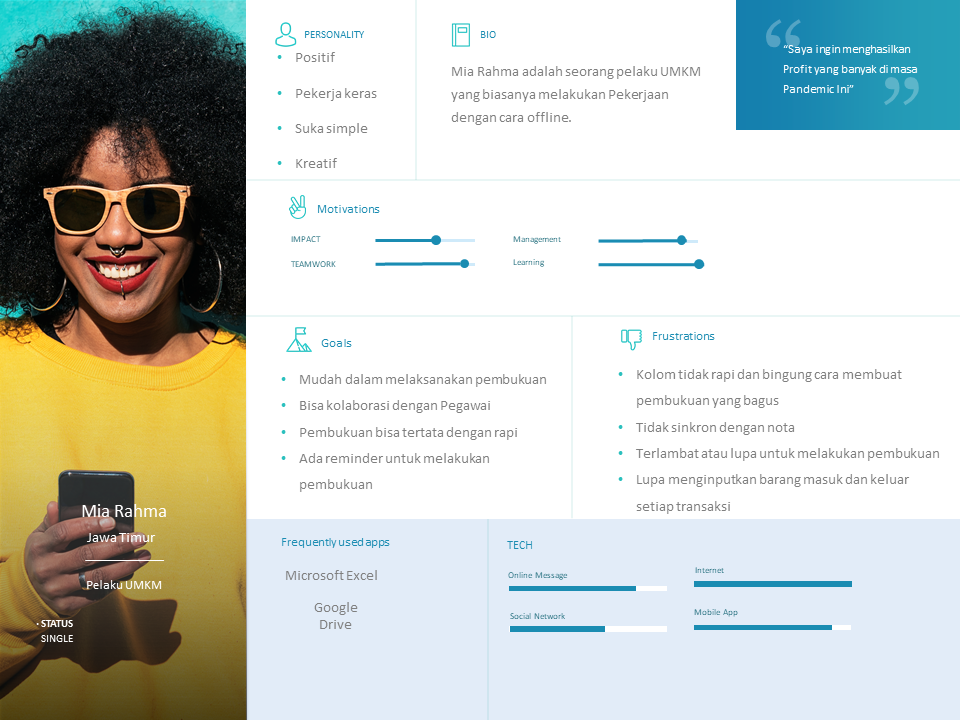 PERSONALITY
• Positif
• Pekerja keras
• Suka simple
• Kreatif
BIO
Mia Rahma adalah seorang pelaku UMKM
yang biasanya melakukan Pekerjaan
dengan cara offline.
“Saya ingin menghasilkan
Profit yang banyak di masa
Pandemic Ini”
Motivations
IMPACT
TEAMWORK
Management
Learning
Goals
• Mudah dalam melaksanakan pembukuan
• Bisa kolaborasi dengan Pegawai
• Pembukuan bisa tertata dengan rapi
• Ada reminder untuk melakukan
pembukuan
Frustrations
• Kolom tidak rapi dan bingung cara membuat
pembukuan yang bagus
• Tidak sinkron dengan nota
• Terlambat atau lupa untuk melakukan pembukuan
• Lupa menginputkan barang masuk dan keluar
setiap transaksi
Mia Rahma
Jawa Timur
Pelaku UMKM
· STATUS
SINGLE
Frequently used apps
Microsoft Excel
Google
Drive
TECH
Online Message
Social Network
Internet
Mobile App